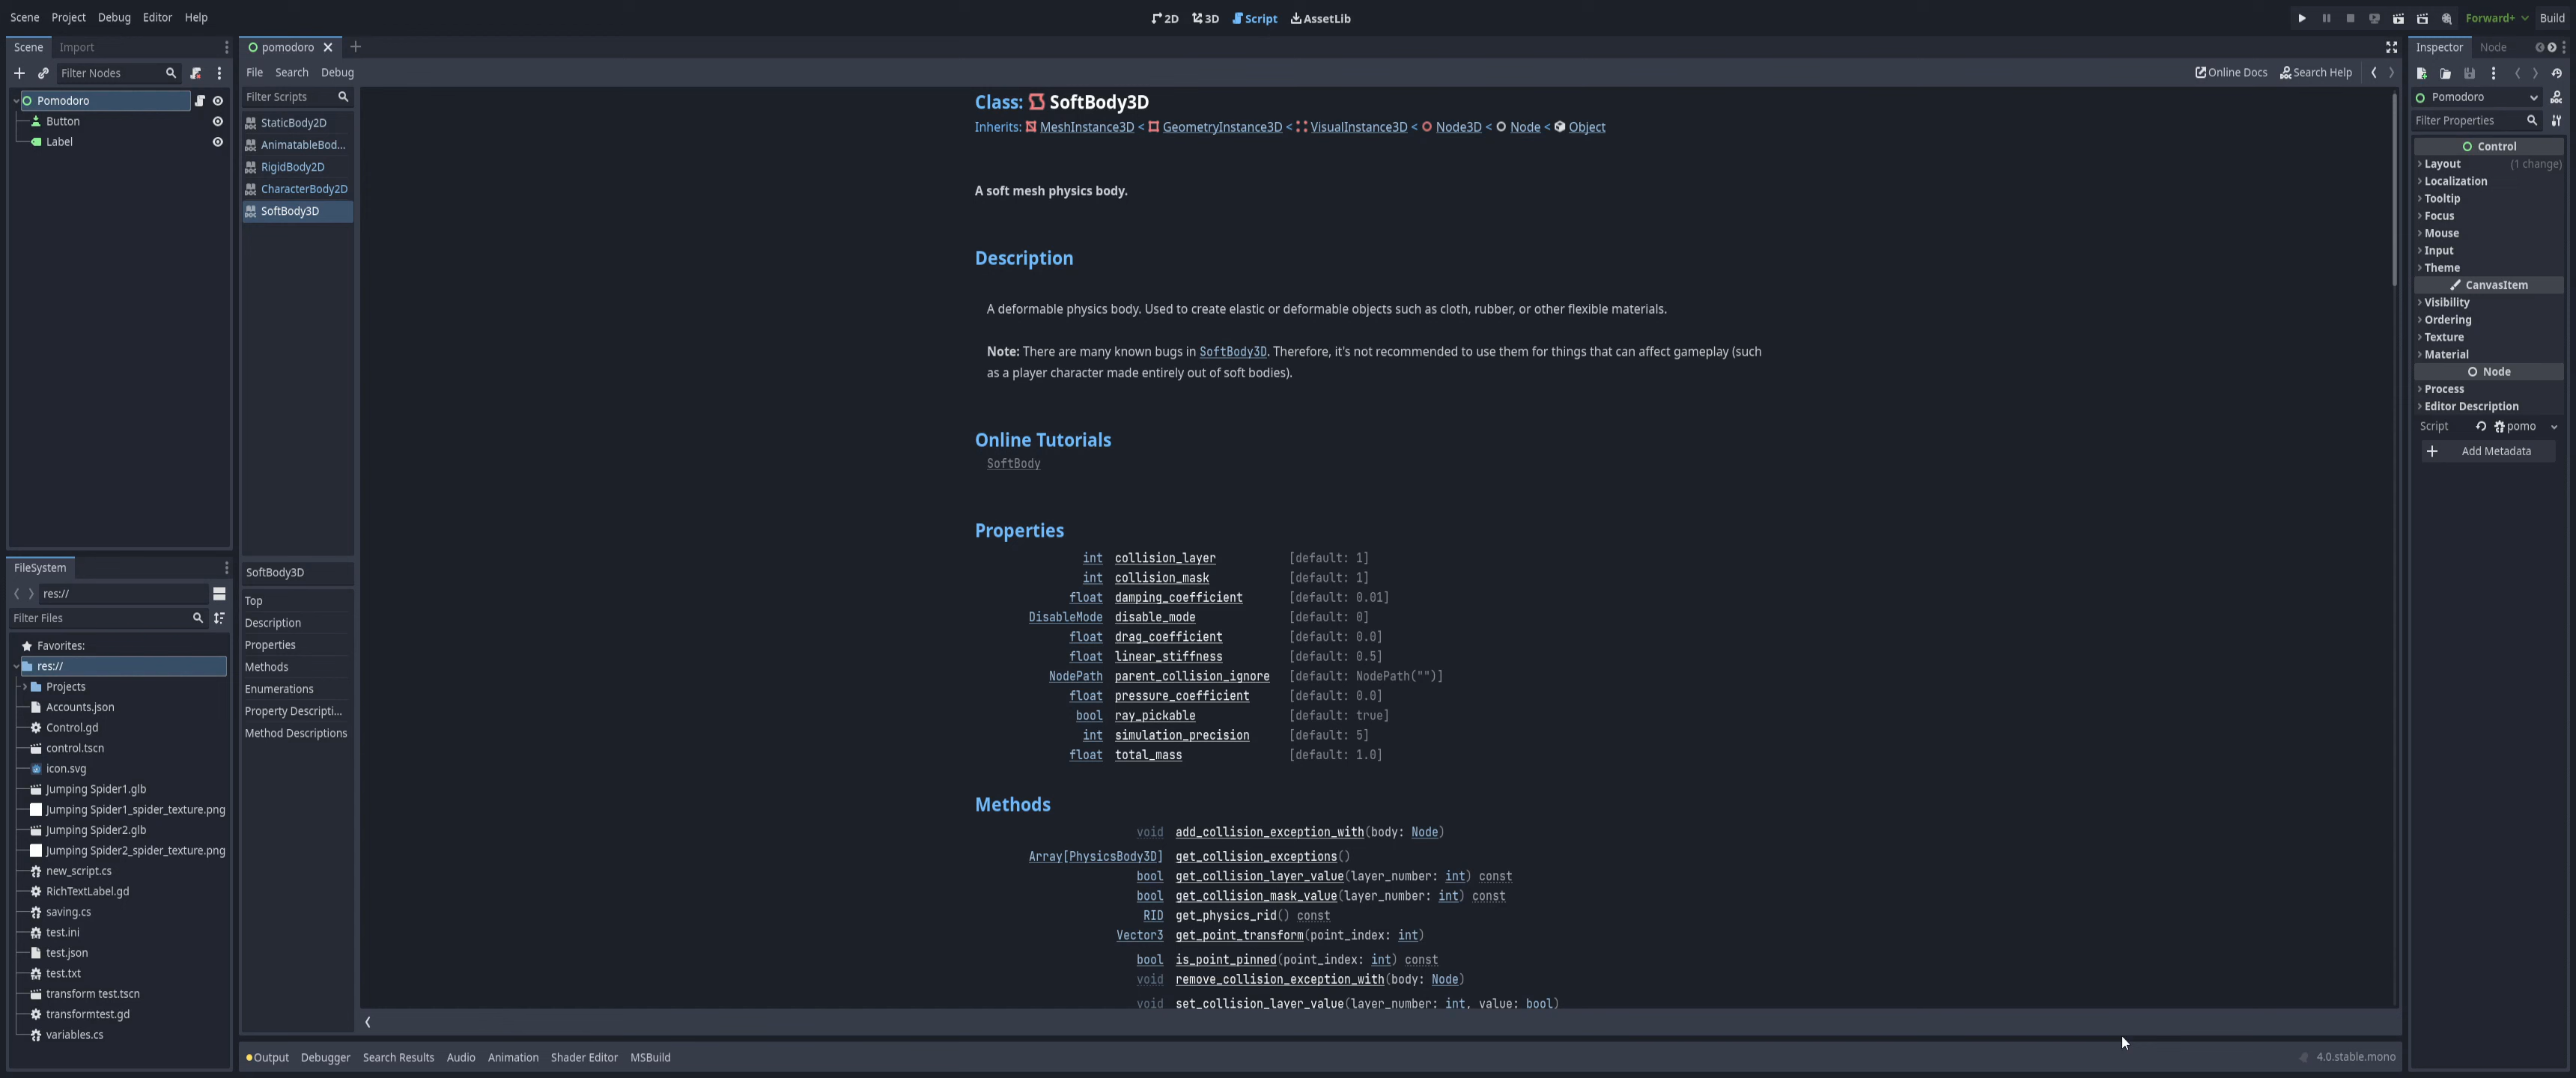 Scene Project Debug Editor Help
2D 3D Script AssetLib
Forward+ Build
Scene Import
Filter Nodes
Pomodoro
Button
Label
FileSystem
res://
Filter Files
Favorites:
res://
Projects
Accounts.json
Control.gd
control.tscn
icon.svg
Jumping Spider1.glb
Jumping Spider1_spider_texture.png
Jumping Spider2.glb
Jumping Spider2_spider_texture.png
new_script.cs
RichTextLabel.gd
saving.cs
test.ini
test.json
test.txt
transform test.tscn
transformtest.gd
variables.cs
pomodoro
File Search Debug
Online Docs Search Help
Filter Scripts
StaticBody2D
AnimatableBod...
RigidBody2D
CharacterBody2D
SoftBody3D
SoftBody3D
Top
Description
Properties
Methods
Enumerations
Property Descripti...
Method Descriptions
Class: SoftBody3D
Inherits: MeshInstance3D < GeometryInstance3D < VisualInstance3D < Node3D < Node < Object
A soft mesh physics body.
Description
A deformable physics body. Used to create elastic or deformable objects such as cloth, rubber, or other flexible materials.
Note: There are many known bugs in SoftBody3D. Therefore, it's not recommended to use them for things that can affect gameplay (such
as a player character made entirely out of soft bodies).
Online Tutorials
SoftBody
Properties
int collision_layer [default: 1]
int collision_mask [default: 1]
float damping_coefficient [default: 0.01]
DisableMode disable_mode [default: 0]
float drag_coefficient [default: 0.0]
float linear_stiffness [default: 0.5]
NodePath parent_collision_ignore [default: NodePath("")]
float pressure_coefficient [default: 0.0]
bool ray_pickable [default: true]
int simulation_precision [default: 5]
float total_mass [default: 1.0]
Methods
void add_collision_exception_with(body: Node)
Array[PhysicsBody3D] get_collision_exceptions()
bool get_collision_layer_value(layer_number: int) const
bool get_collision_mask_value(layer_number: int) const
RID get_physics_rid() const
Vector3 get_point_transform(point_index: int)
bool is_point_pinned(point_index: int) const
void remove_collision_exception_with(body: Node)
void set_collision_layer_value(layer_number: int, value: bool)
Output Debugger Search Results Audio Animation Shader Editor MSBuild
4.0.stable.mono
Inspector Node
Pomodoro
Filter Properties
Control
Layout (1 change)
Localization
Tooltip
Focus
Mouse
Input
Theme
CanvasItem
Visibility
Ordering
Texture
Material
Node
Process
Editor Description
Script pomo
Add Metadata